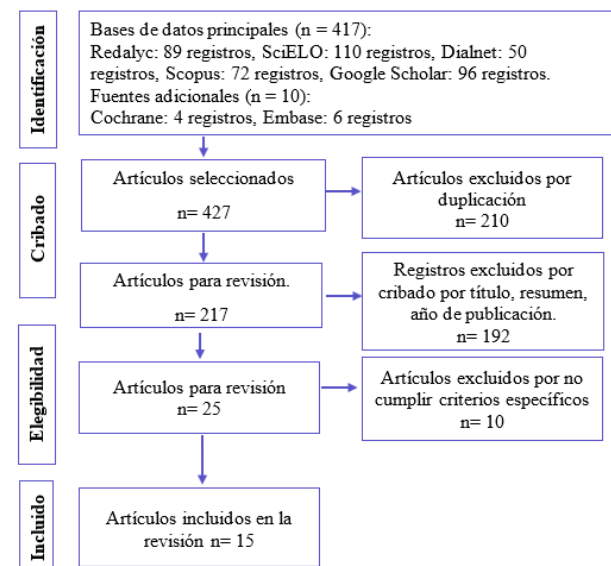 Identificación
Bases de datos principales (n = 417):
Redalyc: 89 registros, SciELO: 110 registros, Dialnet: 50
registros, Scopus: 72 registros, Google Scholar: 96 registros.
Fuentes adicionales (n = 10):
Cochrane: 4 registros, Embase: 6 registros
Cribado
Artículos seleccionados
n= 427
Artículos excluidos por
duplicación
n= 210
Artículos para revisión.
n= 217
Registros excluidos por
cribado por título, resumen,
año de publicación.
n= 192
Elegibilidad
Artículos para revisión
n= 25
Artículos excluidos por no
cumplir criterios específicos
n= 10
Incluido
Artículos incluidos en la
revisión n= 15